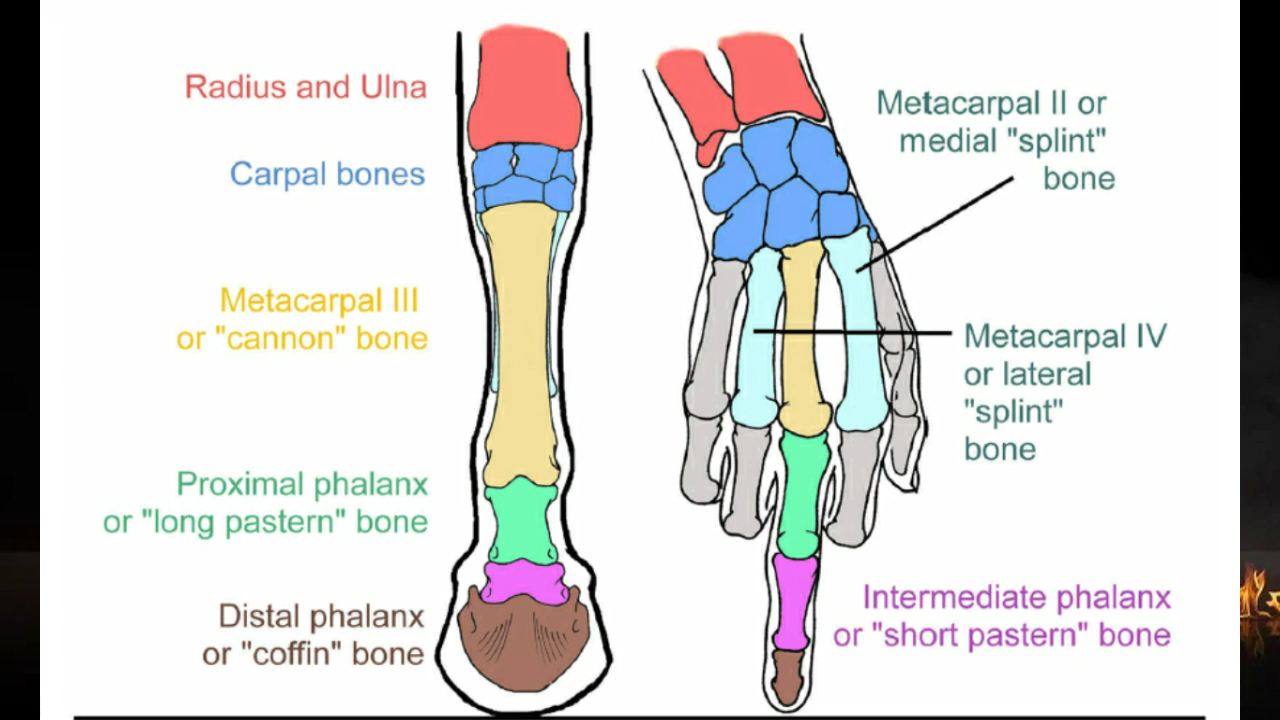 Radius and Ulna
Carpal bones
Metacarpal III
or "cannon" bone
Proximal phalanx
or "long pastern" bone
Distal phalanx
or "coffin" bone
Metacarpal II or
medial "splint"
bone
Metacarpal IV
or lateral
"splint"
bone
Intermediate phalanx
or "short pastern" bone